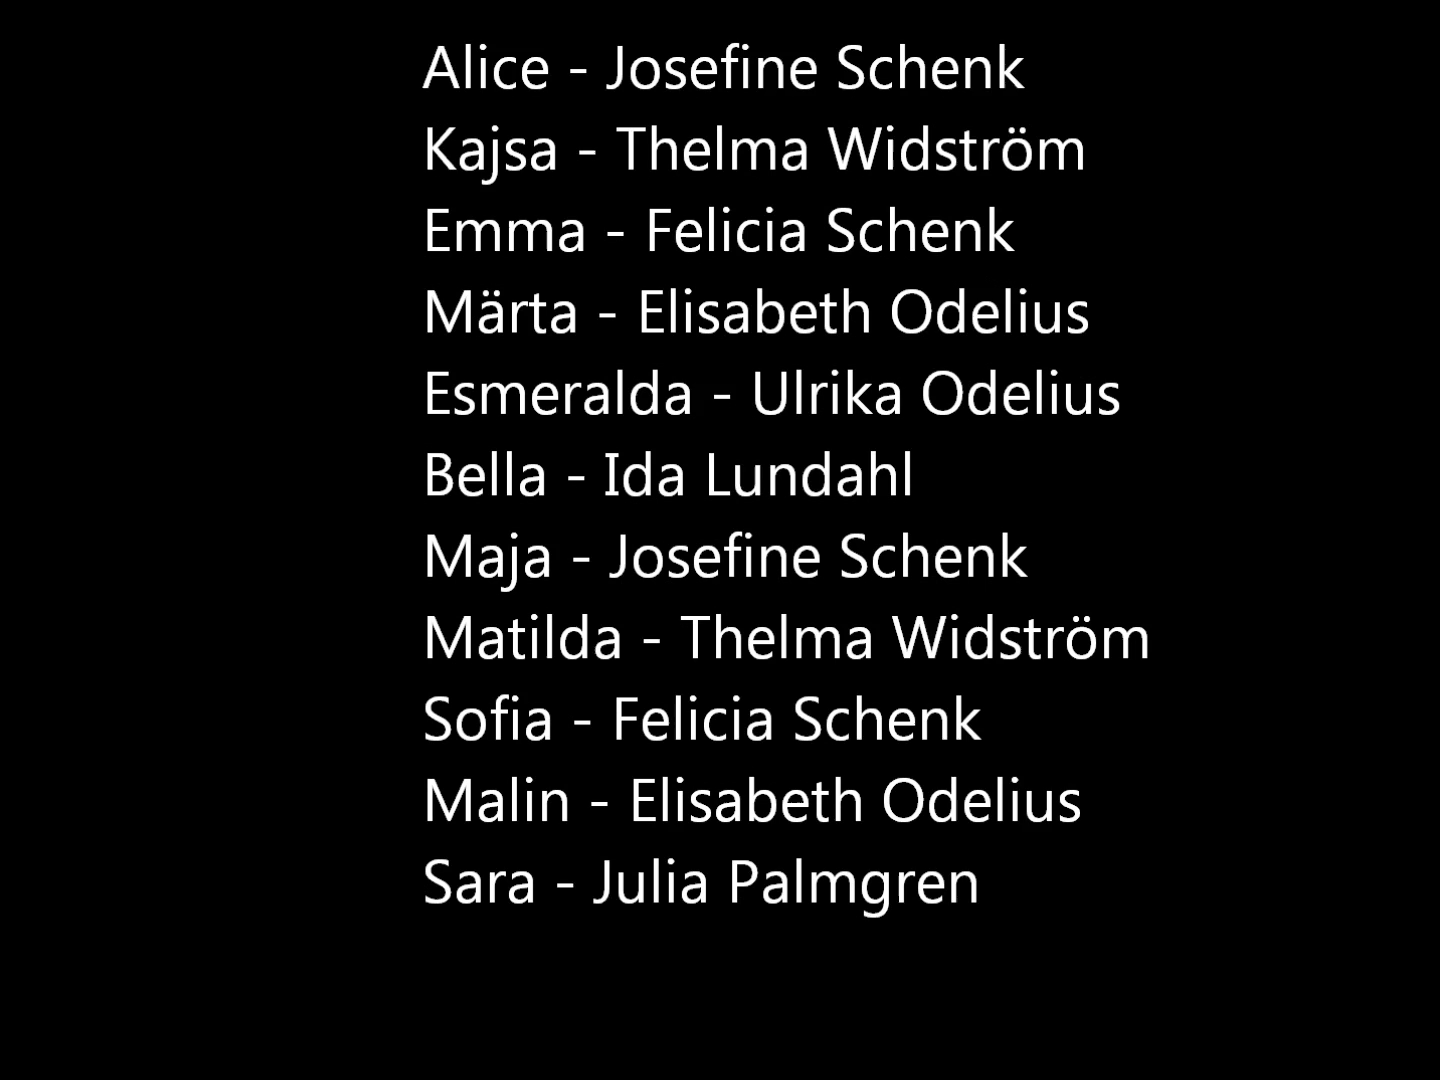 Alice - Josefine Schenk
Kajsa - Thelma Widström
Emma - Felicia Schenk
Märta - Elisabeth Odelius
Esmeralda - Ulrika Odelius
Bella - Ida Lundahl
Maja - Josefine Schenk
Matilda - Thelma Widström
Sofia - Felicia Schenk
Malin - Elisabeth Odelius
Sara - Julia Palmgren